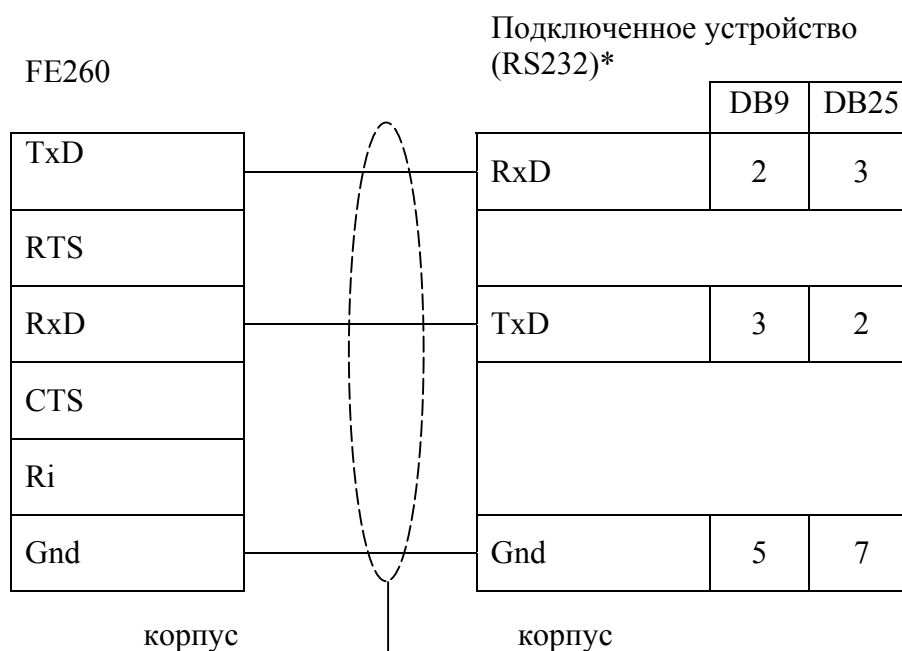 Подключенное устройство
(RS232)*
FE260
DB9 DB25
TxD RxD 2 3
RTS
RxD TxD 3 2
CTS
Ri
Gnd Gnd 5 7
корпус корпус